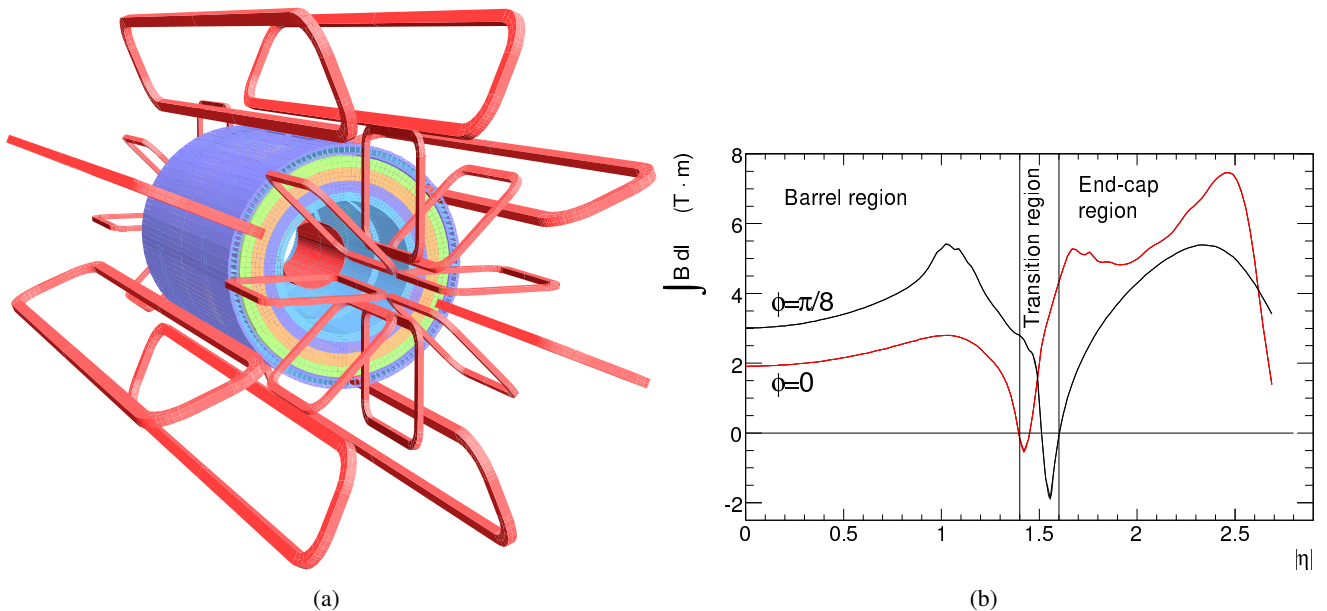 8
6
4
2
0
-2
∫B dl (T · m)
Barrel region
Transition region
End-cap
region
ϕ=π/8
ϕ=0
0 0.5 1 1.5 2 2.5
|η|
(a) (b)